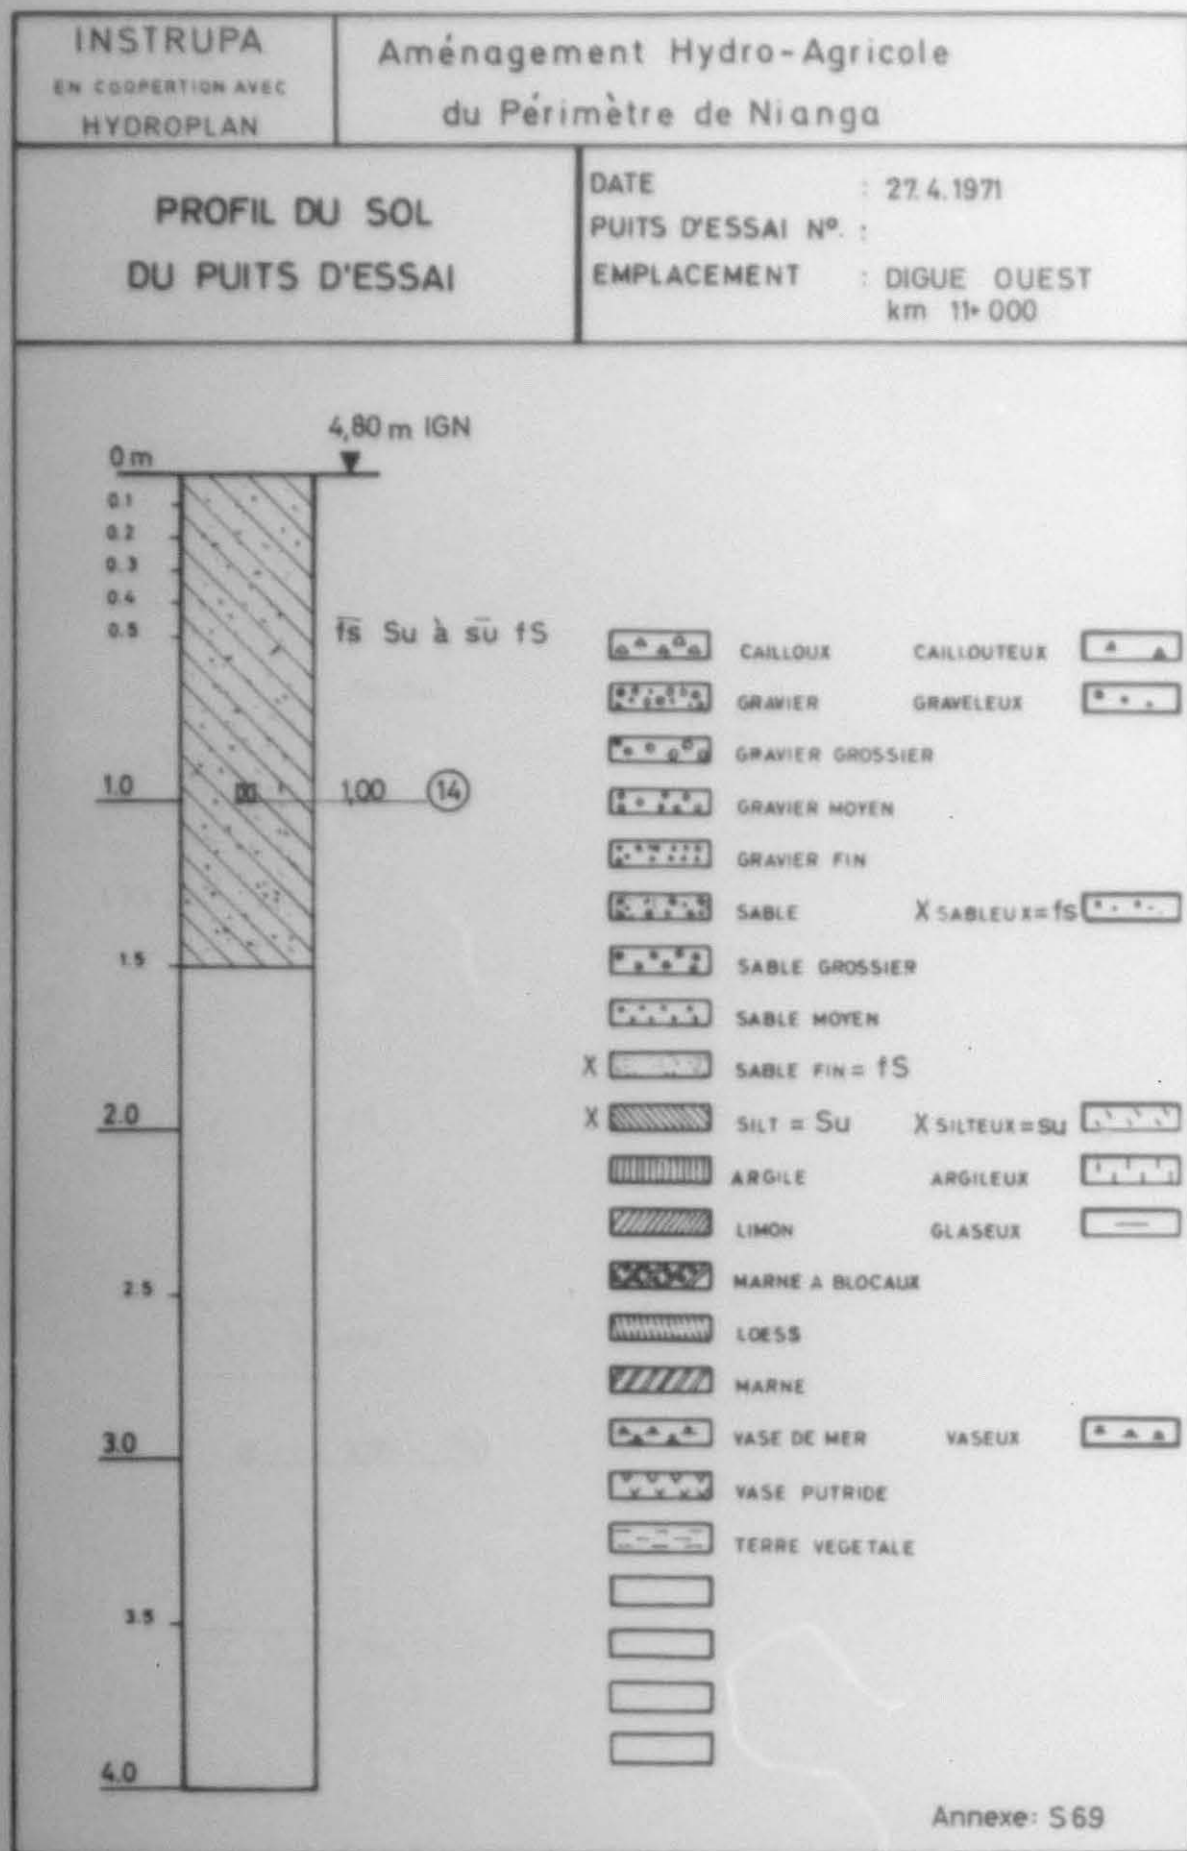 INSTRUPA
EN COOPERTION AVEC
HYDROPLAN
Aménagement Hydro-Agricole
du Périmètre de Nianga
PROFIL DU SOL
DU PUITS D'ESSAI
DATE : 27.4.1971
PUITS D'ESSAI Nº. :
EMPLACEMENT : DIGUE OUEST
km 11+000
4,80 m IGN
0 m
0.1
0.2
0.3
0.4
0.5
f̅s̅ Su à s̅u̅ fS
1.0
1,00 14
1.5
2.0
2.5
3.0
3.5
4.0
CAILLOUX CAILLOUTEUX
GRAVIER GRAVELEUX
GRAVIER GROSSIER
GRAVIER MOYEN
GRAVIER FIN
SABLE X SABLEUX = fs
SABLE GROSSIER
SABLE MOYEN
X SABLE FIN = fS
X SILT = Su X SILTEUX = su
ARGILE ARGILEUX
LIMON GLASEUX
MARNE A BLOCAUX
LOESS
MARNE
VASE DE MER VASEUX
VASE PUTRIDE
TERRE VEGETALE
Annexe: S69